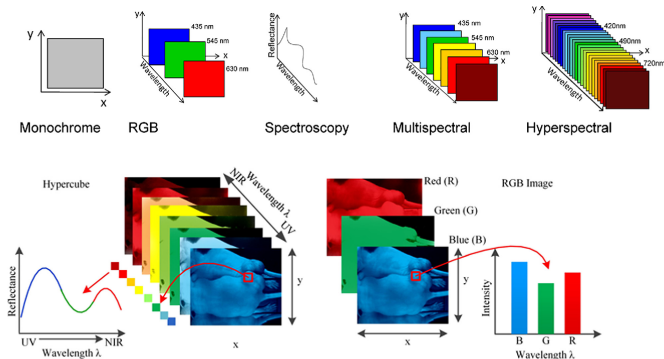 y
x
Monochrome
y
435 nm
545 nm
x
630 nm
Wavelength
RGB
Reflectance
Wavelength
Spectroscopy
y
435 nm
545 nm
x
630 nm
Wavelength
Multispectral
y
420nm
490nm
x
720nm
Wavelength
Hyperspectral
Hypercube
NIR
Wavelength λ
UV
y
x
Reflectance
UV
NIR
Wavelength λ
Red (R)
Green (G)
Blue (B)
y
x
RGB Image
Intensity
B G R
Wavelength λ